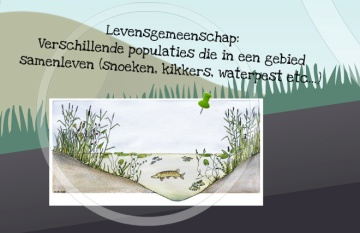 Levensgemeenschap:
Verschillende populaties die in een gebied
samenleven (snoeken, kikkers, waterpest etc...)